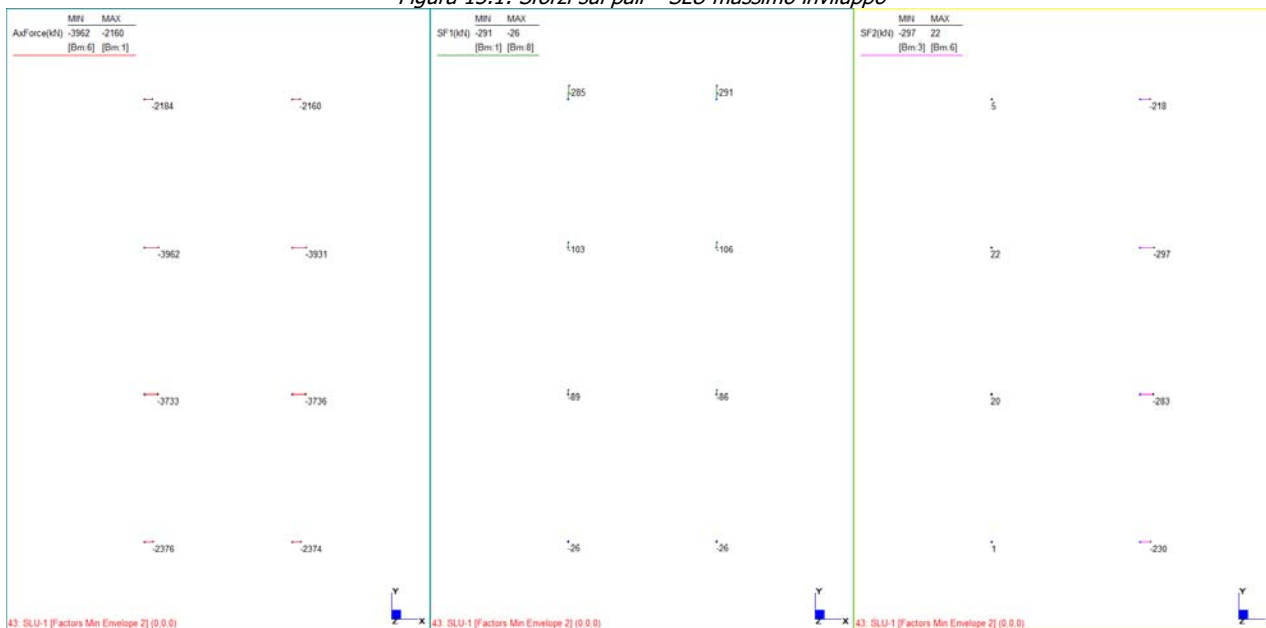 Figura 15.1: Sforzi sui pali – SLU massimo inviluppo
MIN MAX
AxForce(kN) -3962 -2160
[Bm:6] [Bm:1]
-2184 -2160
-3962 -3931
-3733 -3736
-2376 -2374
Y
Z X
43: SLU-1 [Factors Min Envelope 2] (0.0.0)
MIN MAX
SF1(kN) -291 -26
[Bm:1] [Bm:8]
-285 -291
-103 -106
-89 -86
-26 -26
Y
Z X
43: SLU-1 [Factors Min Envelope 2] (0.0.0)
MIN MAX
SF2(kN) -297 22
[Bm:3] [Bm:6]
5 -218
22 -297
20 -283
1 -230
Y
Z
43: SLU-1 [Factors Min Envelope 2] (0.0.0)